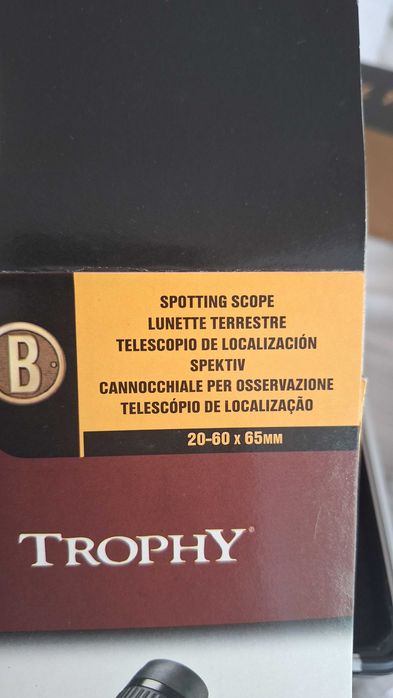 SPOTTING SCOPE
LUNETTE TERRESTRE
TELESCOPIO DE LOCALIZACIÓN
SPEKTIV
B
CANNOCCHIALE PER OSSERVAZIONE
TELESCÓPIO DE LOCALIZAÇÃO
20-60 X 65MM
TROPHY®